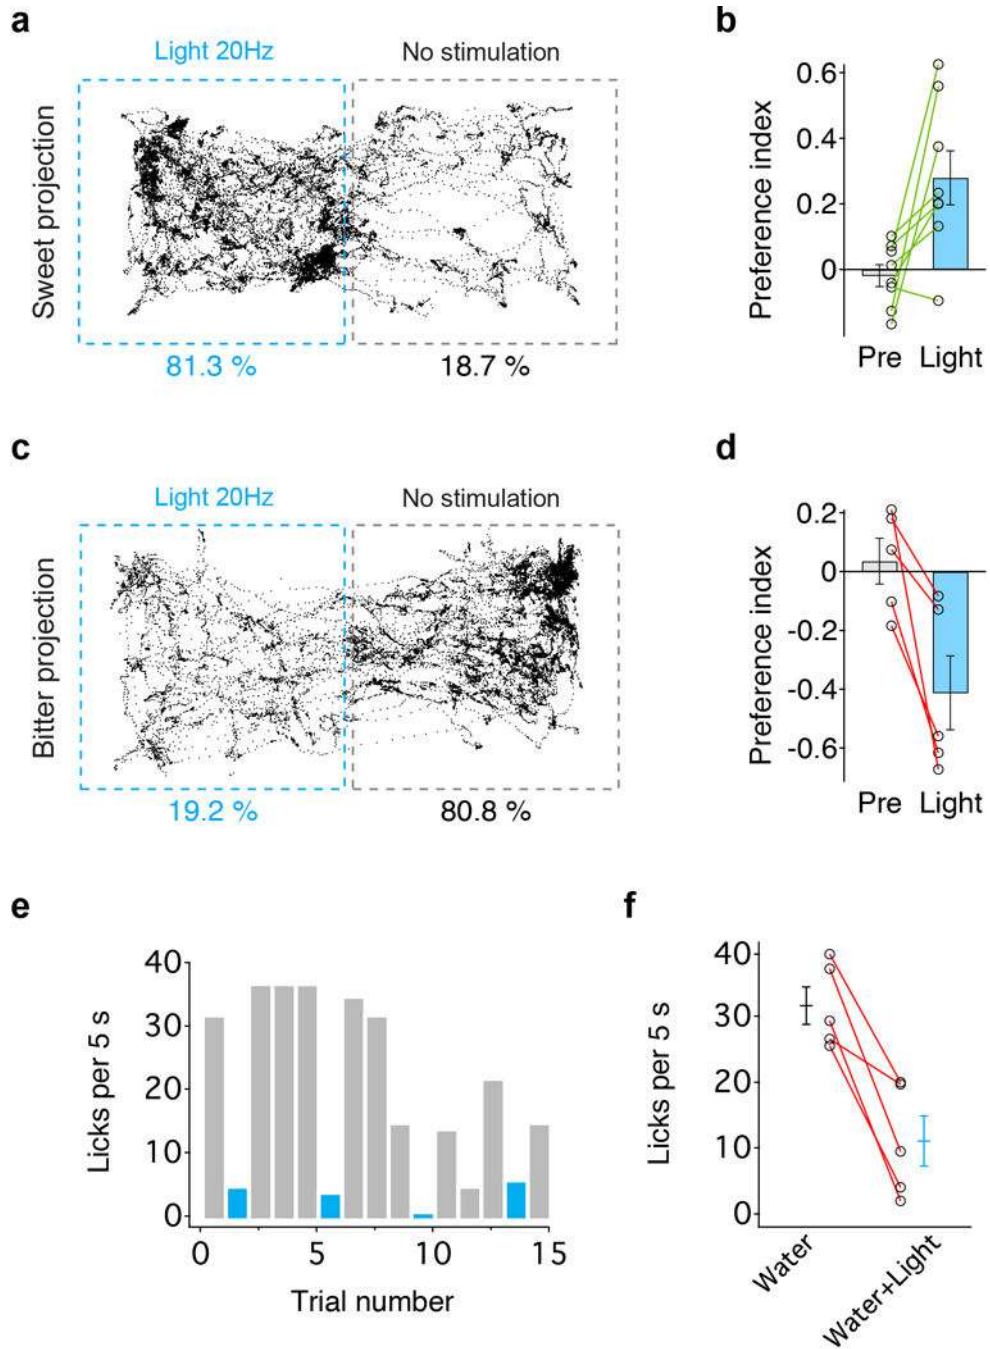 a
Light 20Hz
No stimulation
Sweet projection
81.3 %
18.7 %
b
Preference index
0.6
0.4
0.2
0
Pre
Light
c
Light 20Hz
No stimulation
Bitter projection
19.2 %
80.8 %
d
Preference index
0.2
0
-0.2
-0.4
-0.6
Pre
Light
e
Licks per 5 s
40
30
20
10
0
0
5
10
15
Trial number
f
Licks per 5 s
40
30
20
10
0
Water
Water+Light